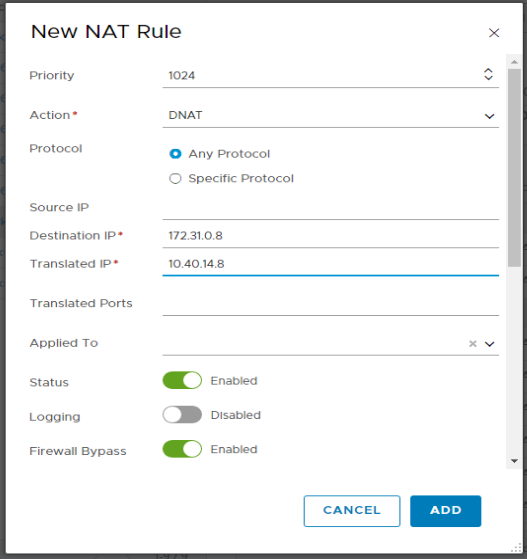 New NAT Rule
Priority 1024
Action* DNAT
Protocol Any Protocol
Specific Protocol
Source IP
Destination IP* 172.31.0.8
Translated IP* 10.40.14.8
Translated Ports
Applied To
Status Enabled
Logging Disabled
Firewall Bypass Enabled
CANCEL ADD